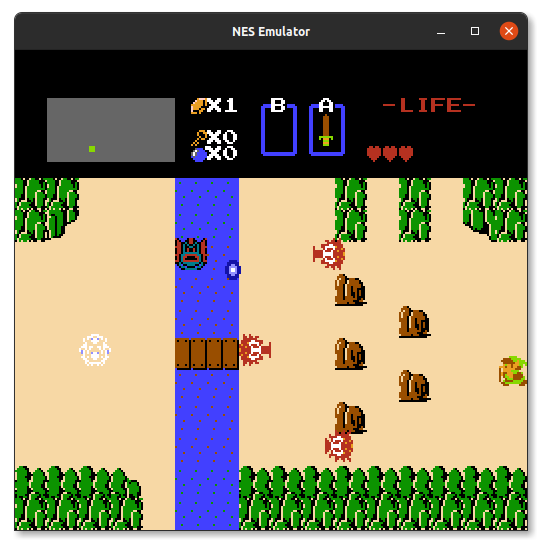 NES Emulator
X1
B A
-LIFE-
X0
X0